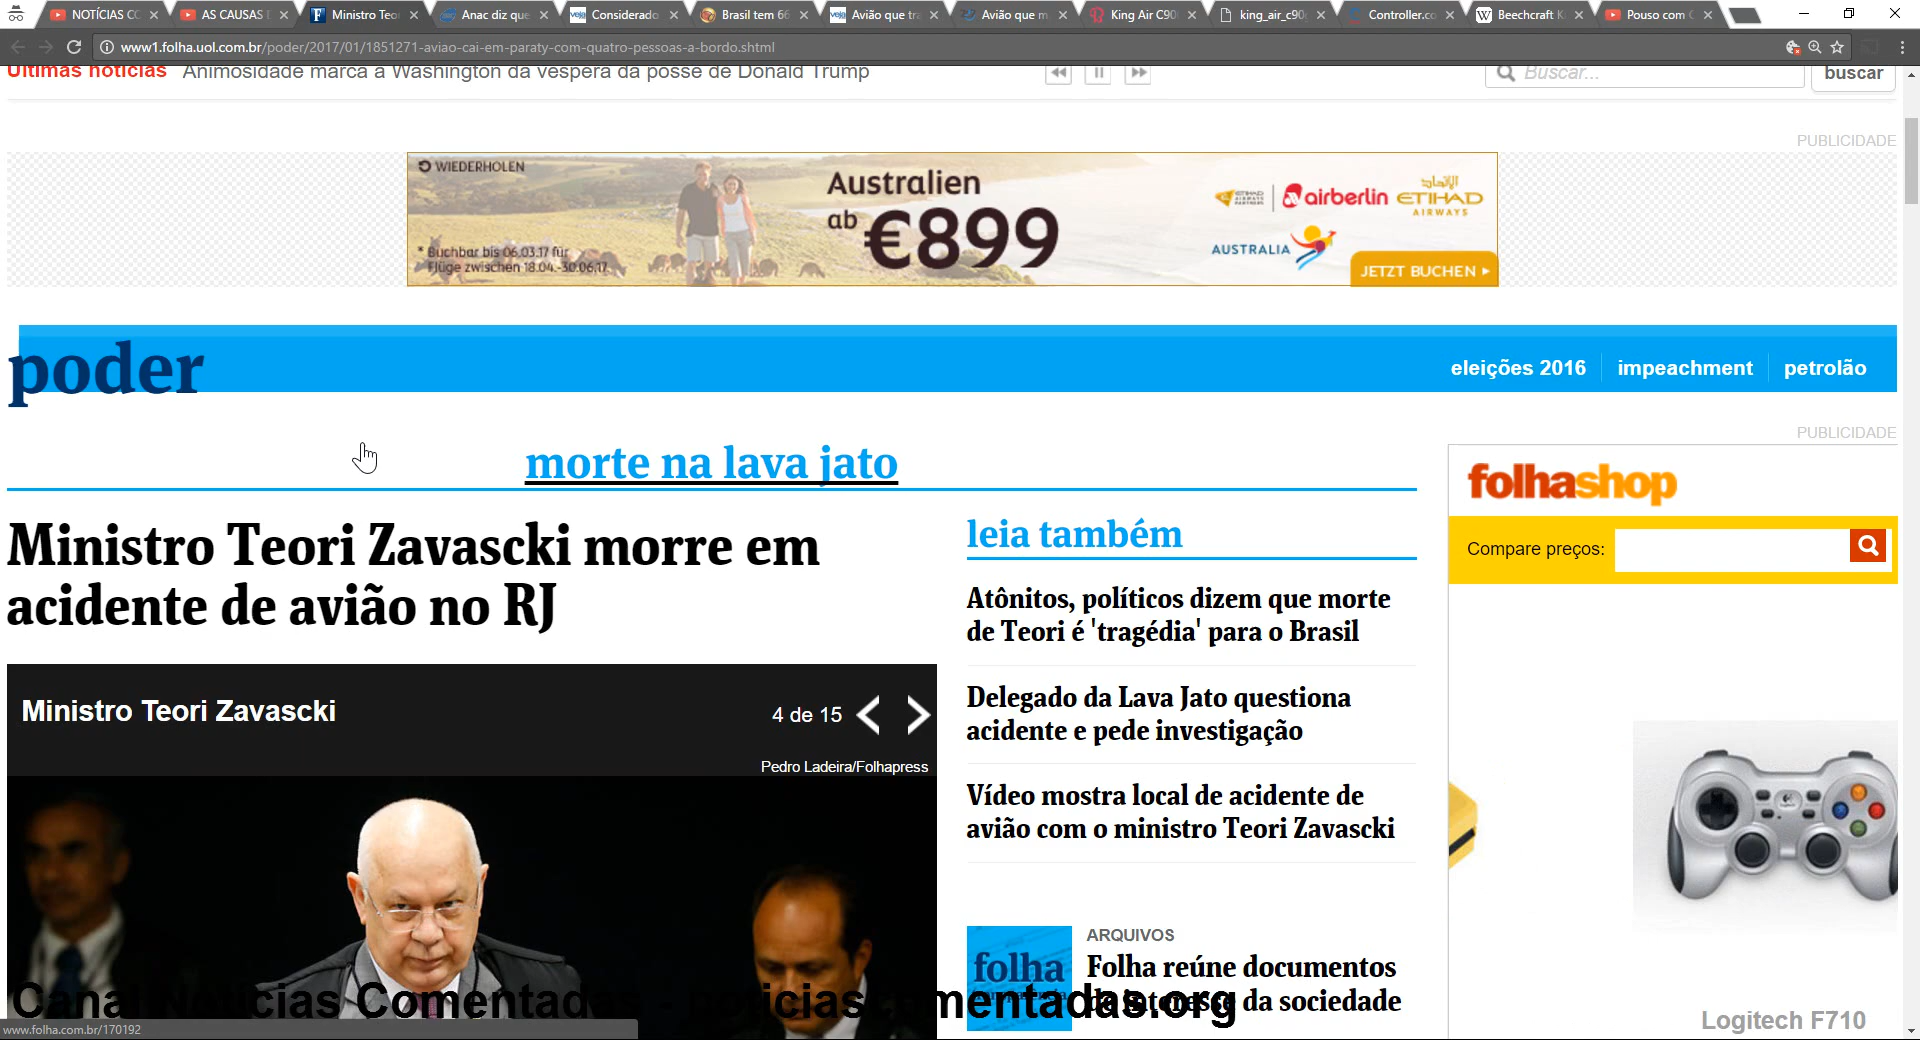 NOTÍCIAS CC
AS CAUSAS D
Ministro Teo
Anac diz que
Considerado
Brasil tem 66
Avião que tra
Avião que m
King Air C90
king_air_c90
Controller.co
Beechcraft K
Pouso com C
www1.folha.uol.com.br/poder/2017/01/1851271-aviao-cai-em-paraty-com-quatro-pessoas-a-bordo.shtml
Últimas notícias Animosidade marca a Washington da véspera da posse de Donald Trump
Buscar...
buscar
PUBLICIDADE
WIEDERHOLEN
Australien
ab €899
* Buchbar bis 06.03.17 für
Flüge zwischen 18.04.-30.06.17
airberlin
الإتحاد
ETIHAD
AIRWAYS
AUSTRALIA
JETZT BUCHEN
poder
eleições 2016
impeachment
petrolão
PUBLICIDADE
morte na lava jato
folhashop
Compare preços:
Ministro Teori Zavascki morre em
acidente de avião no RJ
leia também
Atônitos, políticos dizem que morte
de Teori é 'tragédia' para o Brasil
Delegado da Lava Jato questiona
acidente e pede investigação
Vídeo mostra local de acidente de
avião com o ministro Teori Zavascki
Ministro Teori Zavascki
4 de 15
Pedro Ladeira/Folhapress
folha
ARQUIVOS
Folha reúne documentos
de interesse da sociedade
Canal Notícias Comentadas - noticiascomentadas.org
www.folha.com.br/170192
Logitech F710